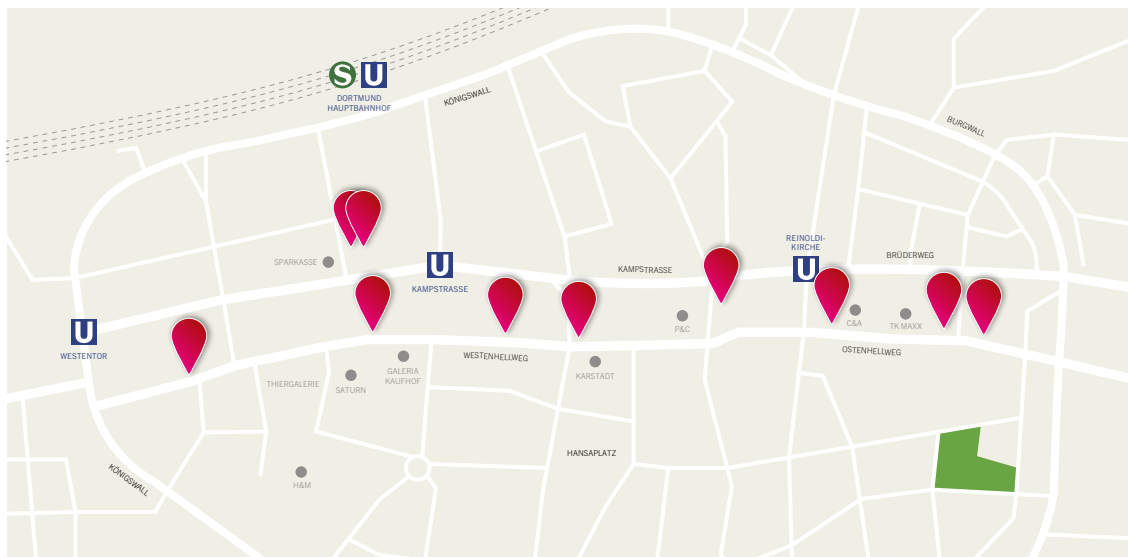 S U
DORTMUND
HAUPTBAHNHOF
KÖNIGSWALL
BURGWALL
REINOLDI-
KIRCHE
U
BRÜDERWEG
SPARKASSE
U
KAMPSTRASSE
KAMPSTRASSE
U
WESTENTOR
P&C
C&A
TK MAXX
WESTENHELLWEG
OSTENHELLWEG
THIERGALERIE
SATURN
GALERIA
KAUFHOF
KARSTADT
HANSAPLATZ
KÖNIGSWALL
H&M